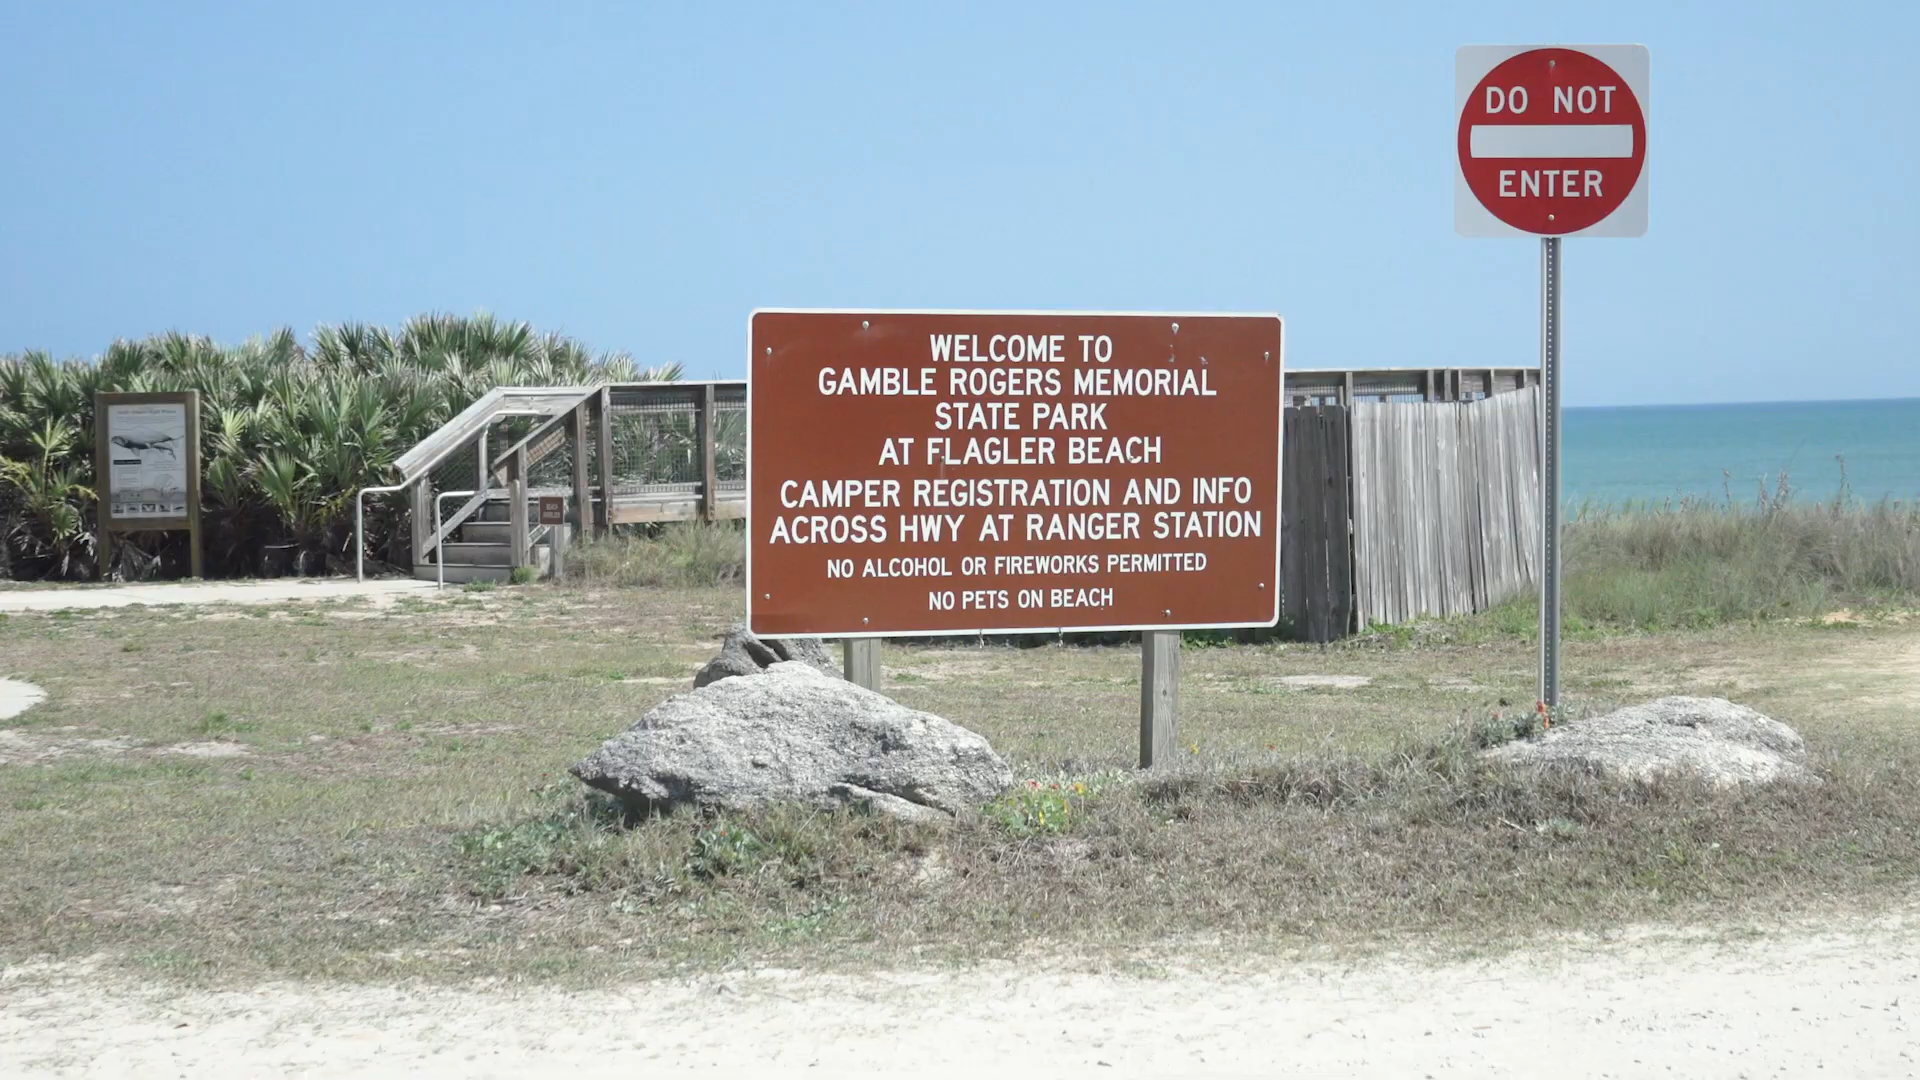 WELCOME TO
GAMBLE ROGERS MEMORIAL
STATE PARK
AT FLAGLER BEACH
CAMPER REGISTRATION AND INFO
ACROSS HWY AT RANGER STATION
NO ALCOHOL OR FIREWORKS PERMITTED
NO PETS ON BEACH
DO NOT
ENTER